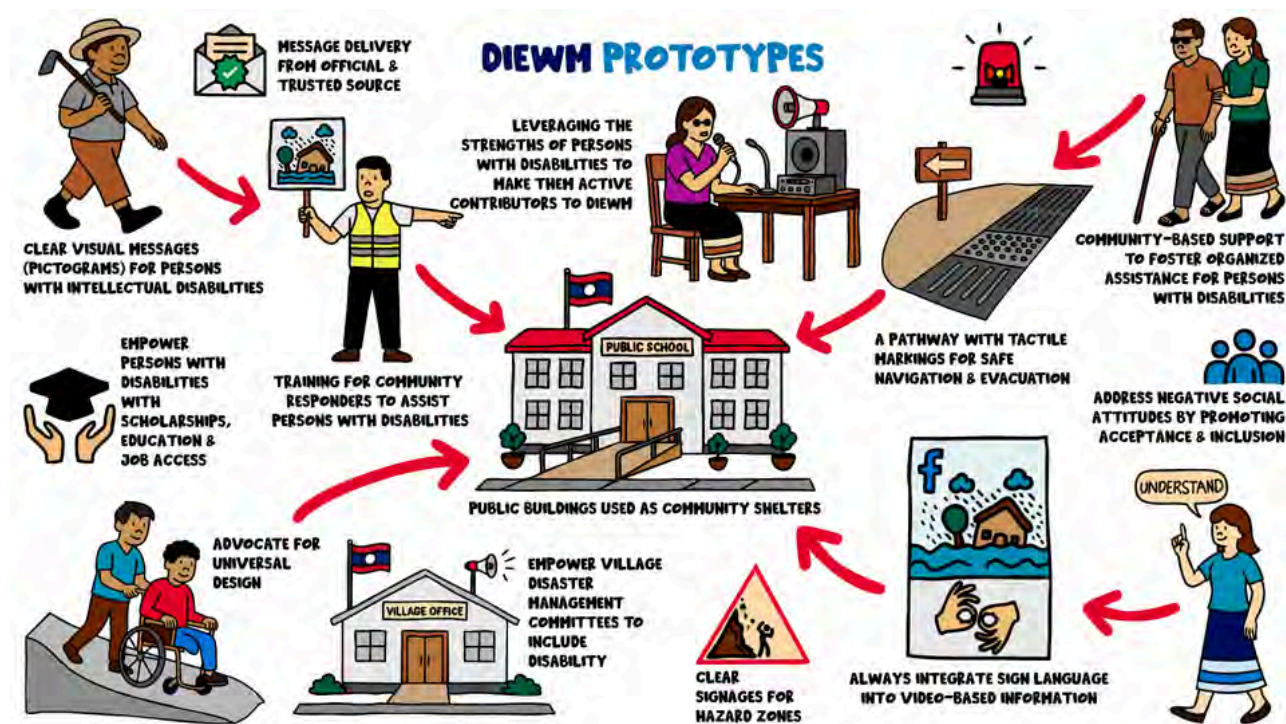 DIEWM PROTOTYPES
MESSAGE DELIVERY
FROM OFFICIAL &
TRUSTED SOURCE
LEVERAGING THE
STRENGTHS OF PERSONS
WITH DISABILITIES TO
MAKE THEM ACTIVE
CONTRIBUTORS TO DIEWM
CLEAR VISUAL MESSAGES
(PICTOGRAMS) FOR PERSONS
WITH INTELLECTUAL DISABILITIES
COMMUNITY-BASED SUPPORT
TO FOSTER ORGANIZED
ASSISTANCE FOR PERSONS
WITH DISABILITIES
EMPOWER
PERSONS WITH
DISABILITIES
WITH
SCHOLARSHIPS,
EDUCATION &
JOB ACCESS
TRAINING FOR COMMUNITY
RESPONDERS TO ASSIST
PERSONS WITH DISABILITIES
PUBLIC SCHOOL
A PATHWAY WITH TACTILE
MARKINGS FOR SAFE
NAVIGATION & EVACUATION
ADDRESS NEGATIVE SOCIAL
ATTITUDES BY PROMOTING
ACCEPTANCE & INCLUSION
PUBLIC BUILDINGS USED AS COMMUNITY SHELTERS
f
UNDERSTAND
ADVOCATE FOR
UNIVERSAL
DESIGN
VILLAGE OFFICE
EMPOWER VILLAGE
DISASTER
MANAGEMENT
COMMITTEES TO
INCLUDE
DISABILITY
CLEAR
SIGNAGES FOR
HAZARD ZONES
ALWAYS INTEGRATE SIGN LANGUAGE
INTO VIDEO-BASED INFORMATION